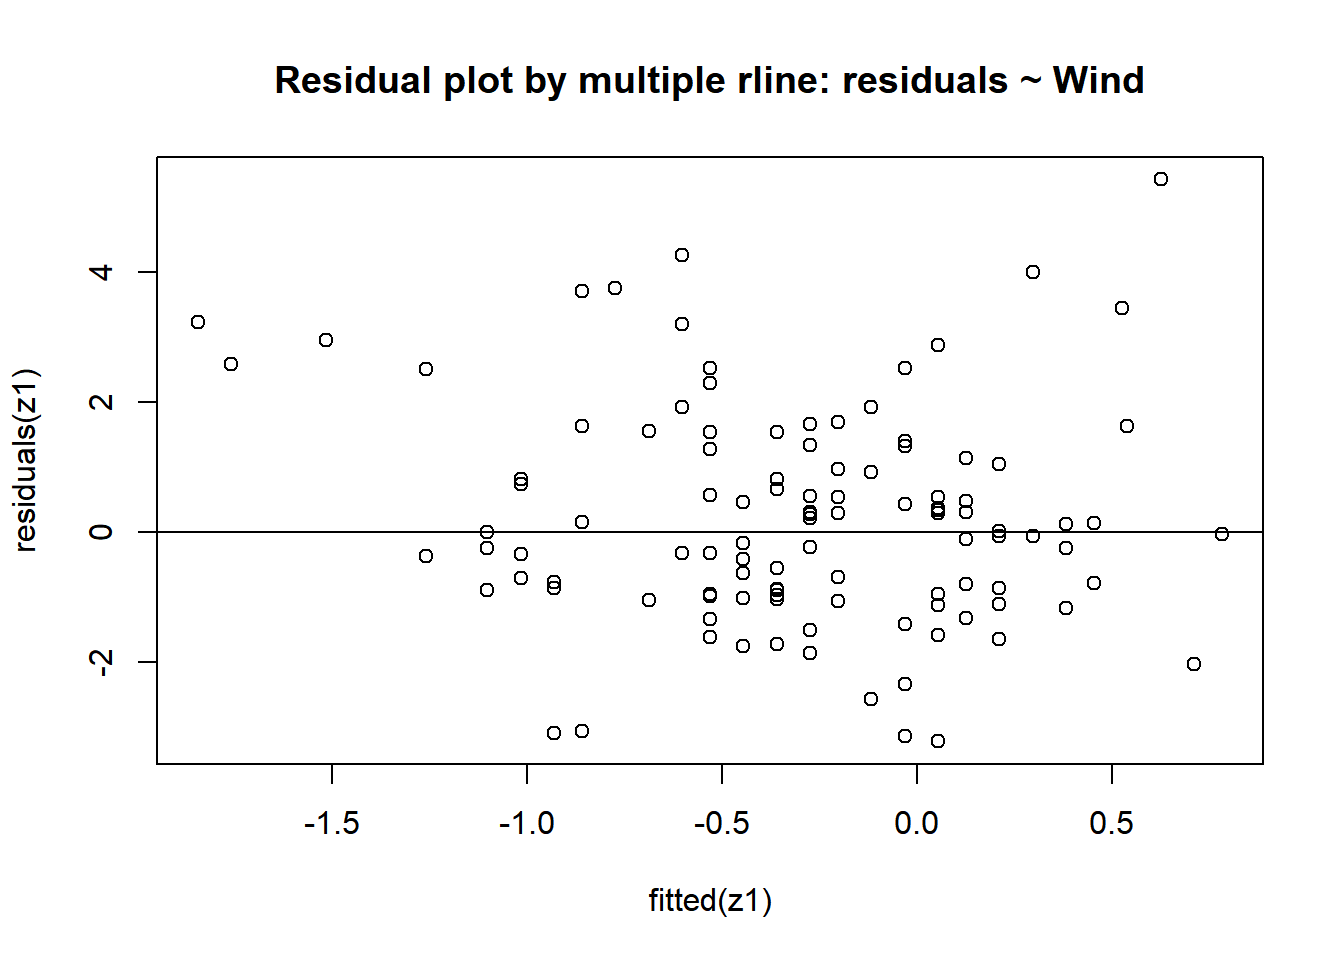 Residual plot by multiple rline: residuals ~ Wind
residuals(z1)
4
2
0
-2
-1.5 -1.0 -0.5 0.0 0.5
fitted(z1)